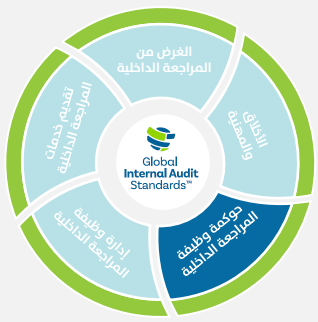 الغرض من
المراجعة الداخلية
الأخلاق
والمهنية
حوكمة وظيفة
المراجعة الداخلية
إدارة وظيفة
المراجعة الداخلية
تقديم خدمات
المراجعة الداخلية
Global
Internal Audit
Standards™